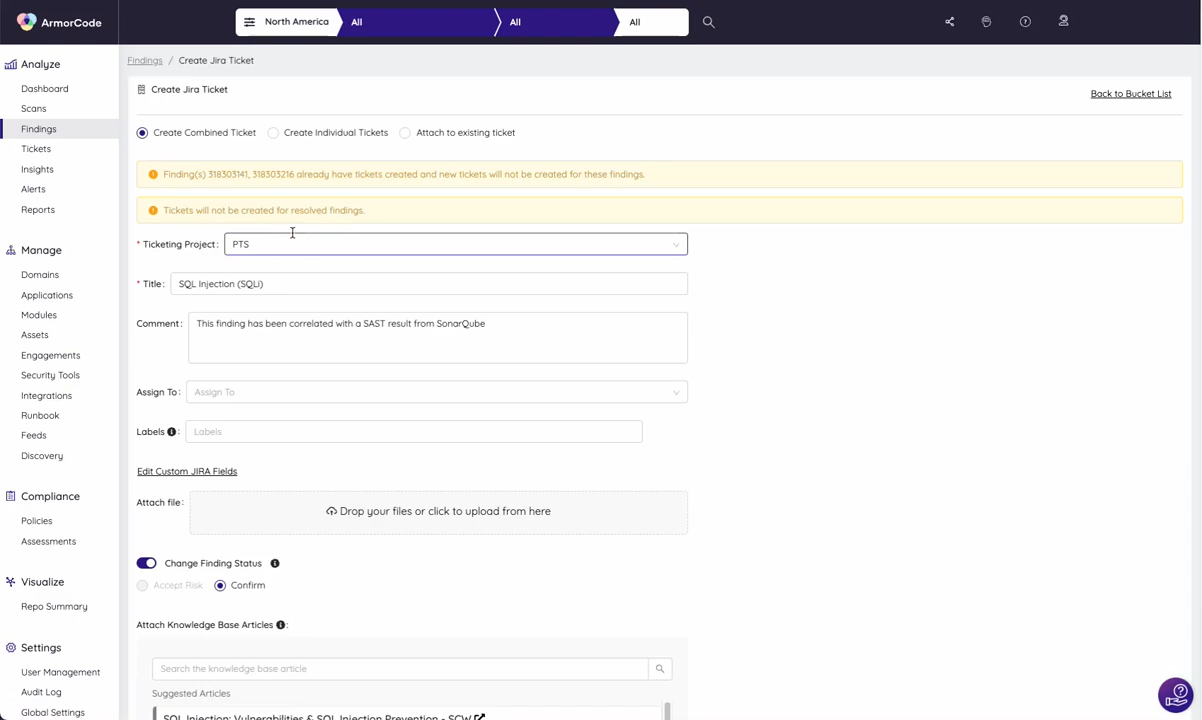 ArmorCode
North America
All
All
All
Analyze
Dashboard
Scans
Findings
Tickets
Insights
Alerts
Reports
Manage
Domains
Applications
Modules
Assets
Engagements
Security Tools
Integrations
Runbook
Feeds
Discovery
Compliance
Policies
Assessments
Visualize
Repo Summary
Settings
User Management
Audit Log
Global Settings
Findings / Create Jira Ticket
Create Jira Ticket
Back to Bucket List
Create Combined Ticket
Create Individual Tickets
Attach to existing ticket
Finding(s) 318303141, 318303216 already have tickets created and new tickets will not be created for these findings.
Tickets will not be created for resolved findings.
* Ticketing Project : PTS
* Title : SQL Injection (SQLi)
Comment : This finding has been correlated with a SAST result from SonarQube
Assign To : Assign To
Labels : Labels
Edit Custom JIRA Fields
Attach file : Drop your files or click to upload from here
Change Finding Status
Accept Risk
Confirm
Attach Knowledge Base Articles :
Search the knowledge base article
Suggested Articles
SQL Injection: Vulnerabilities & SQL Injection Prevention - SCW